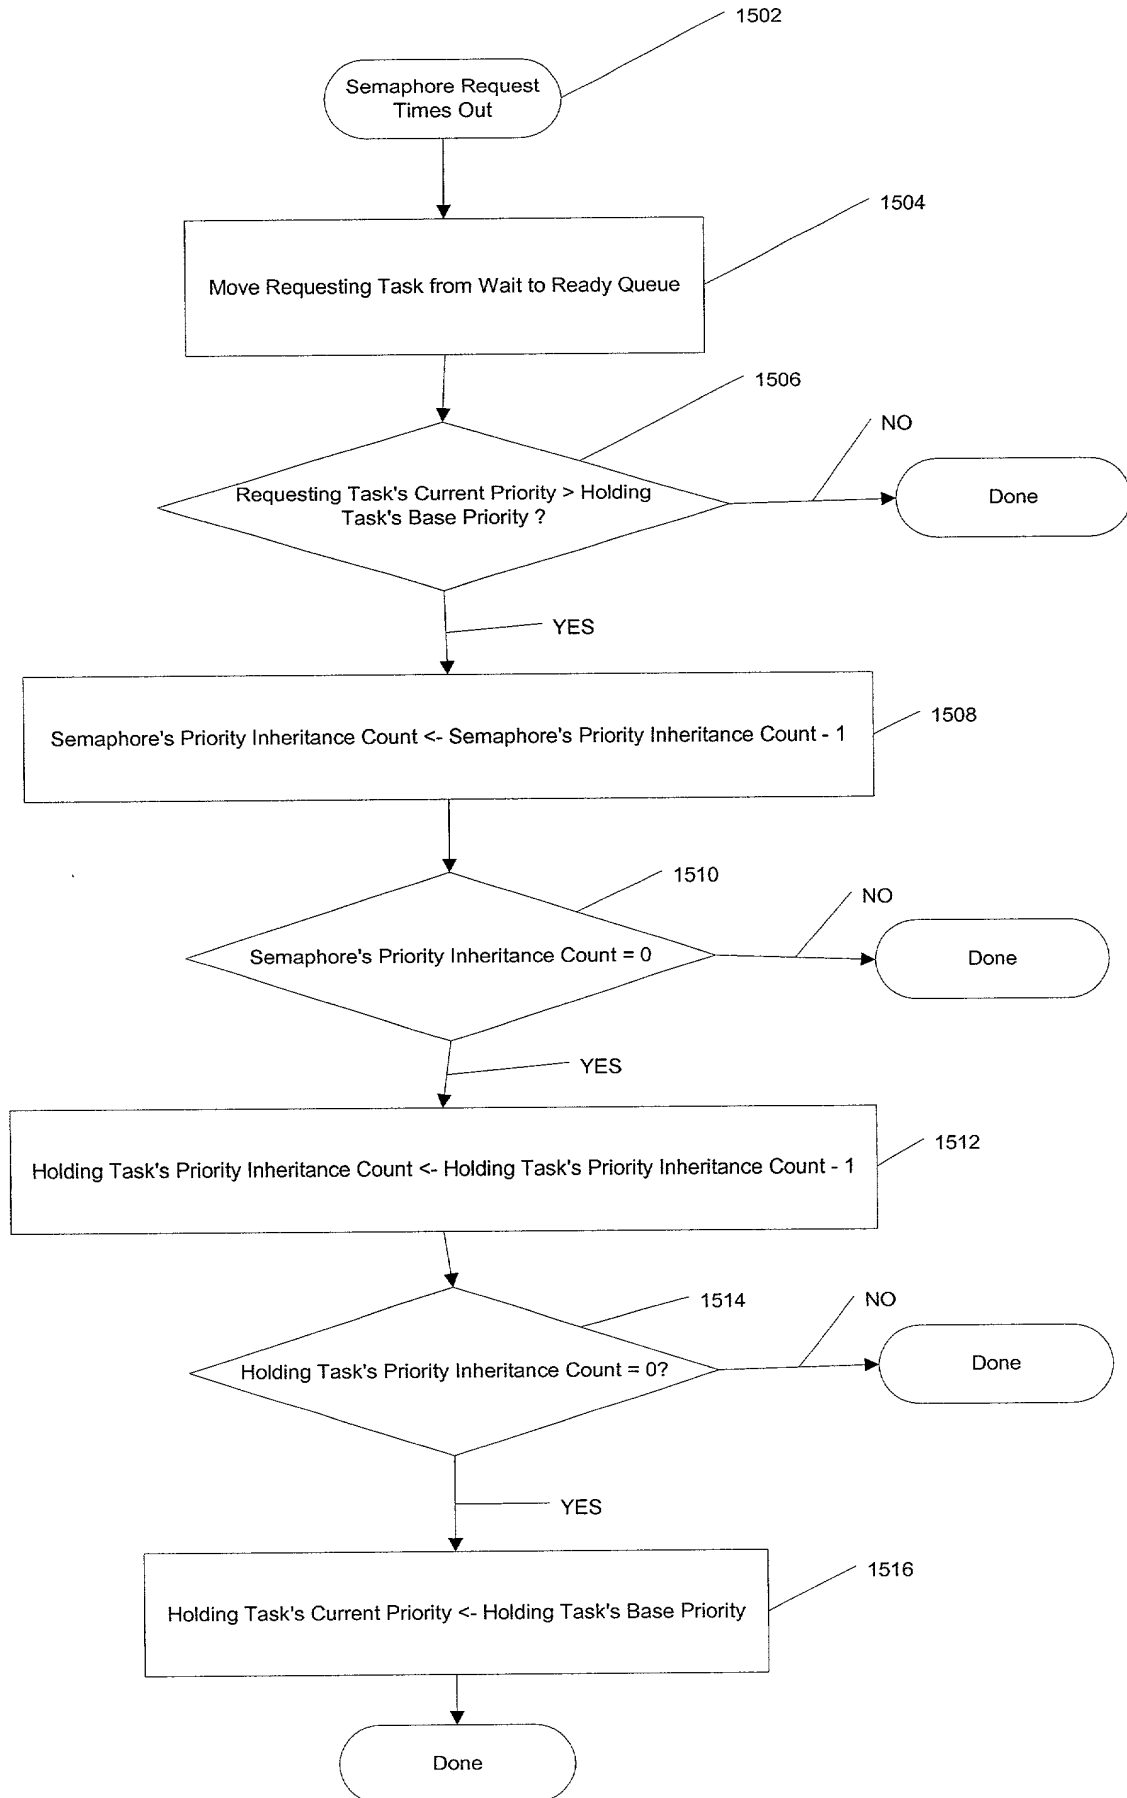 1502
Semaphore Request
Times Out
1504
Move Requesting Task from Wait to Ready Queue
1506
NO
Requesting Task's Current Priority > Holding
Task's Base Priority ?
Done
YES
1508
Semaphore's Priority Inheritance Count <- Semaphore's Priority Inheritance Count - 1
1510
NO
Semaphore's Priority Inheritance Count = 0
Done
YES
1512
Holding Task's Priority Inheritance Count <- Holding Task's Priority Inheritance Count - 1
1514
NO
Holding Task's Priority Inheritance Count = 0?
Done
YES
1516
Holding Task's Current Priority <- Holding Task's Base Priority
Done